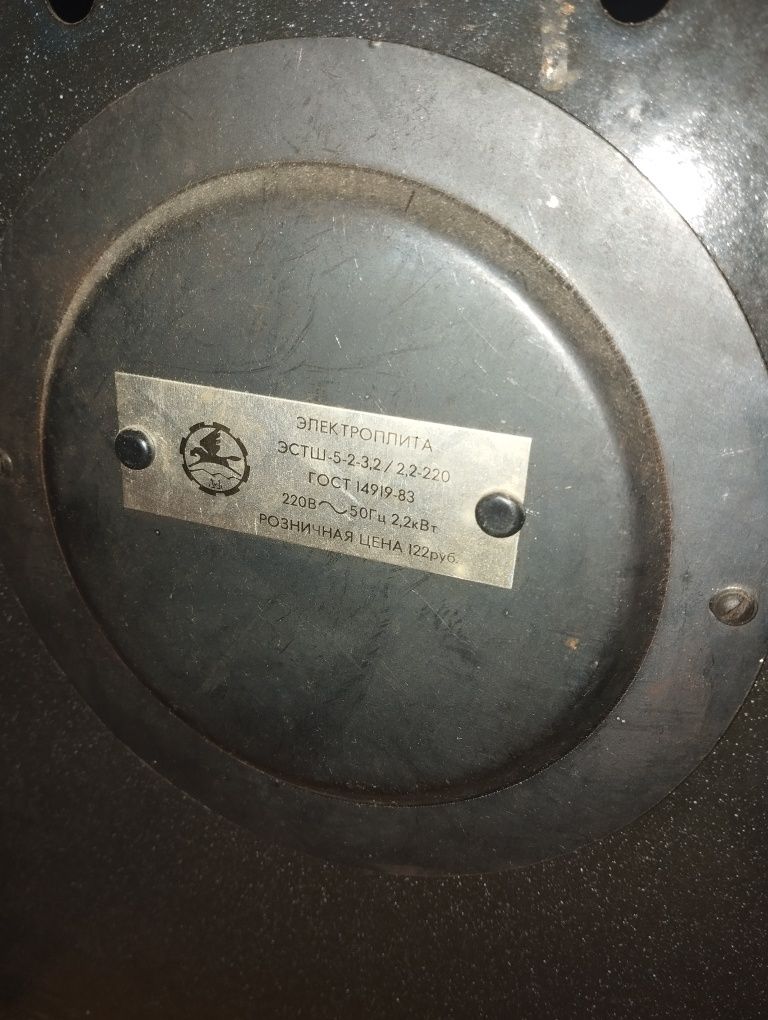 ЭЛЕКТРОПЛИТА
ЭСТШ-5-2-3,2 / 2,2-220
ГОСТ 14919-83
220В ~ 50Гц 2,2кВт
РОЗНИЧНАЯ ЦЕНА 122руб.